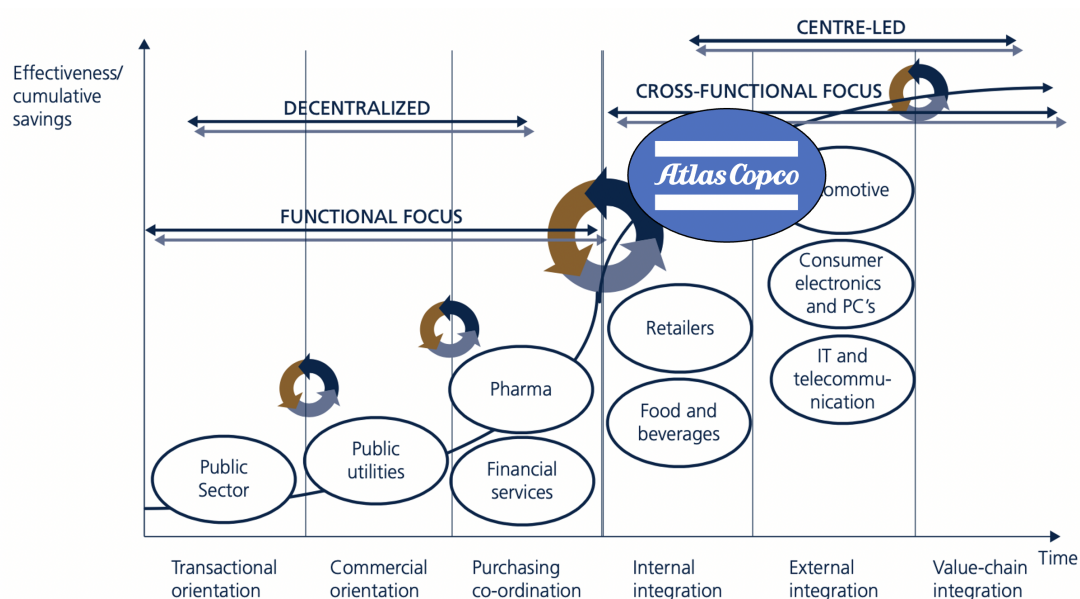 CENTRE-LED
Effectiveness/
cumulative
savings
CROSS-FUNCTIONAL FOCUS
DECENTRALIZED
Atlas Copco
omotive
FUNCTIONAL FOCUS
Consumer
electronics
and PC’s
Retailers
IT and
telecommu-
nication
Pharma
Food and
beverages
Public
utilities
Public
Sector
Financial
services
Time
Transactional
orientation
Commercial
orientation
Purchasing
co-ordination
Internal
integration
External
integration
Value-chain
integration